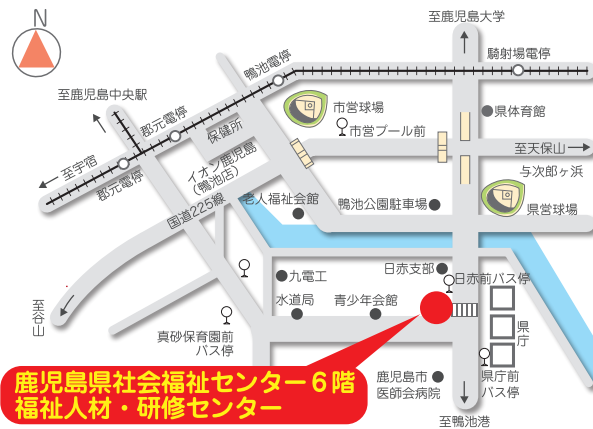 N
至鹿児島大学
騎射場電停
鴨池電停
至鹿児島中央駅
郡元電停
保健所
市営球場
市営プール前
県体育館
至天保山
与次郎ヶ浜
至宇宿
郡元電停
イオン鹿児島
（鴨池店）
国道225線
老人福祉会館
鴨池公園駐車場
県営球場
日赤支部
日赤前バス停
九電工
水道局
青少年会館
至谷山
真砂保育園前
バス停
県庁
鹿児島市
医師会病院
県庁前
バス停
至鴨池港
鹿児島県社会福祉センター６階
福祉人材・研修センター